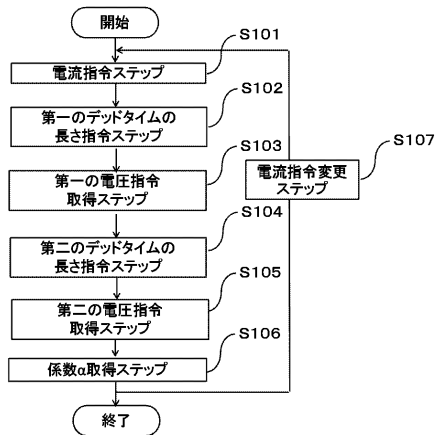 開始
S101
電流指令ステップ
S102
第一のデッドタイムの
長さ指令ステップ
S103
第一の電圧指令
取得ステップ
S107
電流指令変更
ステップ
S104
第二のデッドタイムの
長さ指令ステップ
S105
第二の電圧指令
取得ステップ
S106
係数α取得ステップ
終了